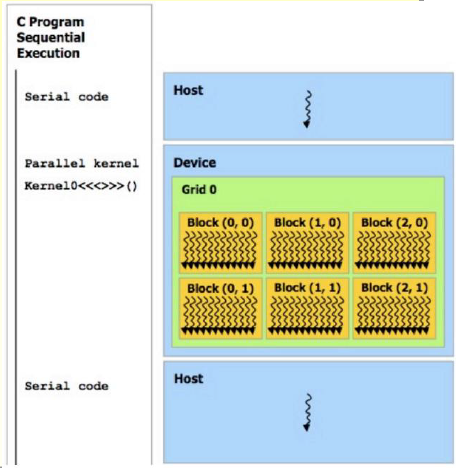 C Program
Sequential
Execution
Serial code
Host
Parallel kernel
Kernel0<<<>>>()
Device
Grid 0
Block (0, 0)
Block (1, 0)
Block (2, 0)
Block (0, 1)
Block (1, 1)
Block (2, 1)
Serial code
Host